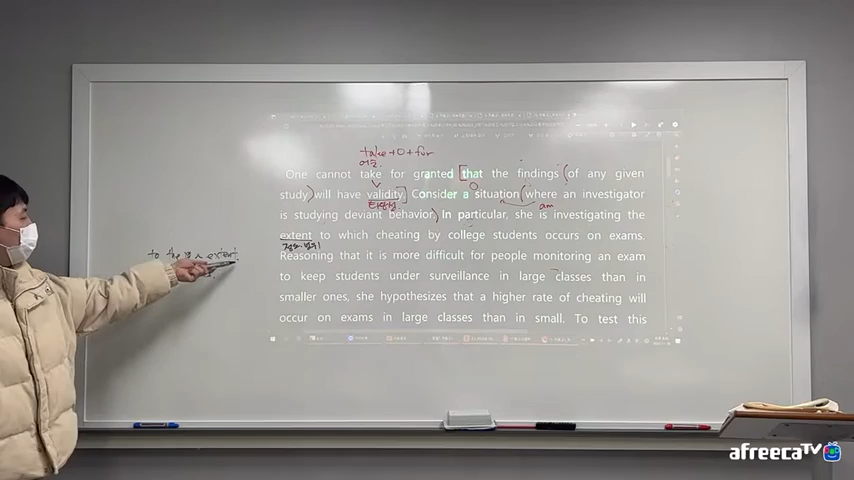 take+O+for
One cannot take for granted [that the findings (of any given
study) will have validity.] Consider a situation (where an investigator
타당성
is studying deviant behavior.) In particular, she is investigating the
extent to which cheating by college students occurs on exams.
Reasoning that it is more difficult for people monitoring an exam
to keep students under surveillance in large classes than in
smaller ones, she hypothesizes that a higher rate of cheating will
occur on exams in large classes than in small. To test this
to extent
afreecaTV